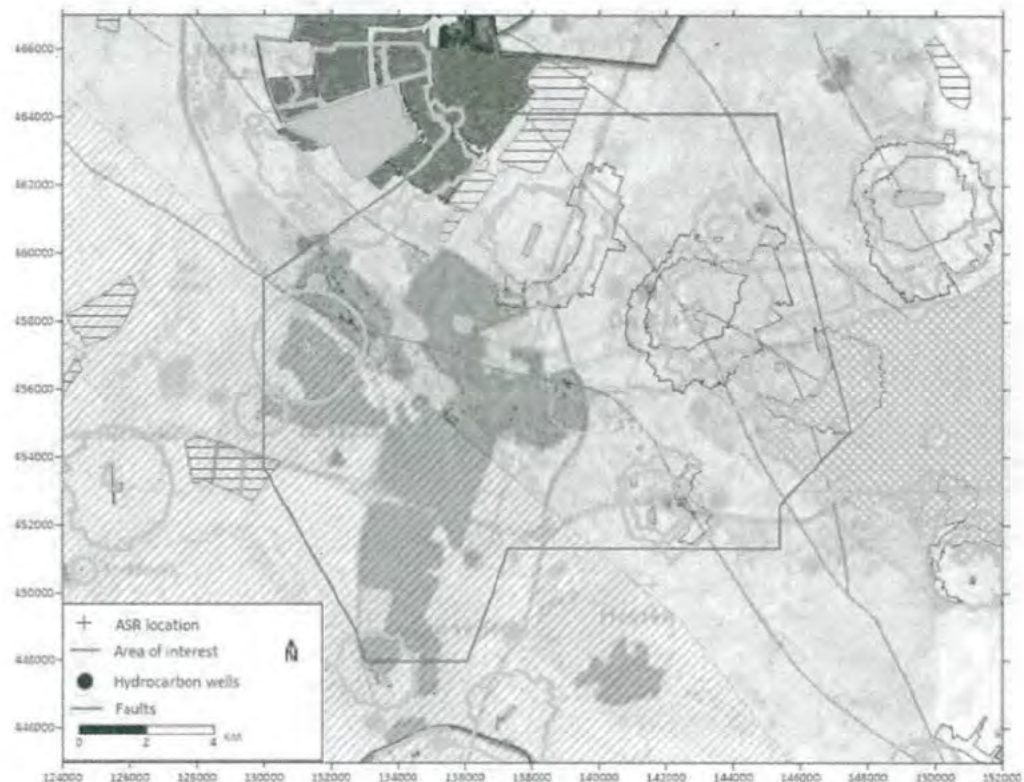 466000
464000
462000
460000
458000
456000
454000
452000
450000
448000
446000
ASR location
Area of interest
N
Hydrocarbon wells
Faults
0 2 4 KM
124000 126000 128000 130000 132000 134000 136000 138000 140000 142000 144000 146000 148000 150000 152000